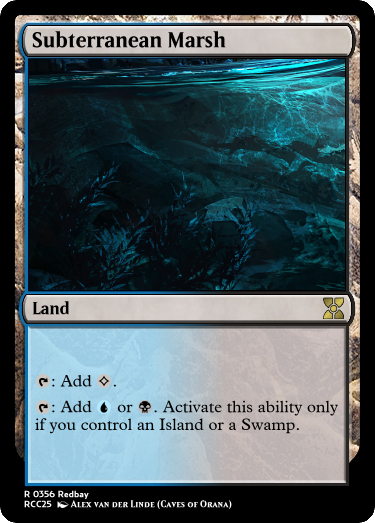 Subterranean Marsh
Land
: Add .
: Add or . Activate this ability only
if you control an Island or a Swamp.
R 0356 Redbay
RCC25 Alex van der Linde (Caves of Orana)